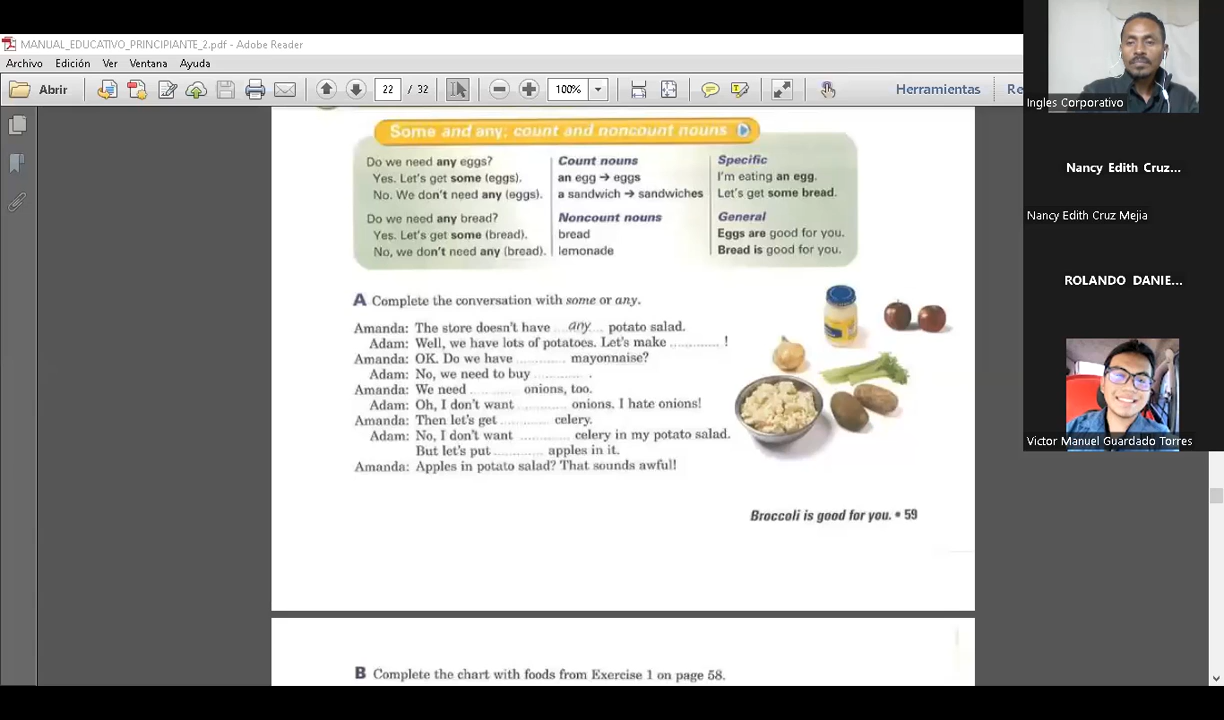 MANUAL_EDUCATIVO_PRINCIPIANTE_2.pdf - Adobe Reader
Archivo Edición Ver Ventana Ayuda
Abrir
22 / 32
100%
Herramientas
Some and any; count and noncount nouns
Do we need any eggs?
Yes. Let's get some (eggs).
No. We don't need any (eggs).
Do we need any bread?
Yes. Let's get some (bread).
No, we don't need any (bread).
Count nouns
an egg → eggs
a sandwich → sandwiches
Noncount nouns
bread
lemonade
Specific
I'm eating an egg.
Let's get some bread.
General
Eggs are good for you.
Bread is good for you.
A Complete the conversation with some or any.
Amanda: The store doesn't have ...any... potato salad.
Adam: Well, we have lots of potatoes. Let's make ............ !
Amanda: OK. Do we have ............ mayonnaise?
Adam: No, we need to buy ............ .
Amanda: We need ............ onions, too.
Adam: Oh, I don't want ............ onions. I hate onions!
Amanda: Then let's get ............ celery.
Adam: No, I don't want ............ celery in my potato salad.
But let's put ............ apples in it.
Amanda: Apples in potato salad? That sounds awful!
Broccoli is good for you. • 59
B Complete the chart with foods from Exercise 1 on page 58.
Ingles Corporativo
Nancy Edith Cruz...
Nancy Edith Cruz Mejia
ROLANDO DANIE...
Victor Manuel Guardado Torres